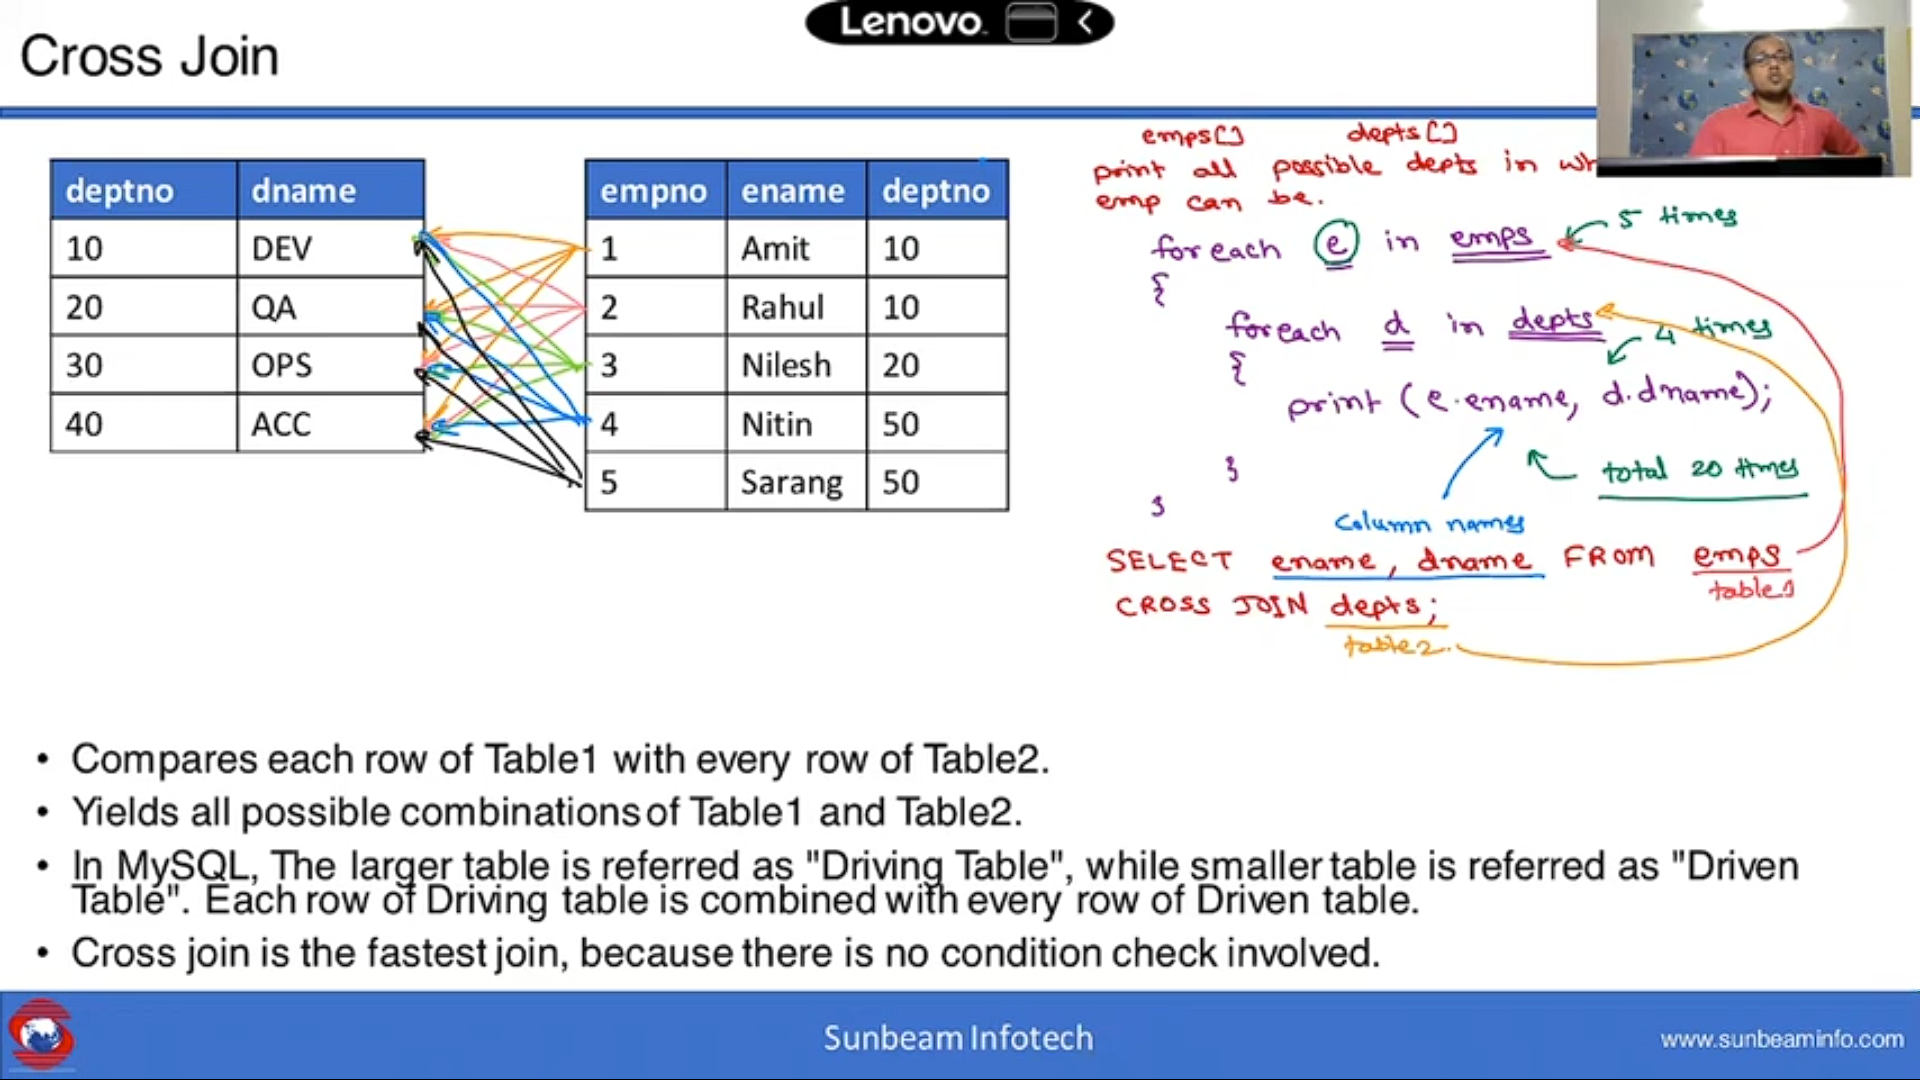 Lenovo
Cross Join
deptno dname
10 DEV
20 QA
30 OPS
40 ACC
empno ename deptno
1 Amit 10
2 Rahul 10
3 Nilesh 20
4 Nitin 50
5 Sarang 50
emps[] depts[]
print all possible depts in
emp can be.
for each e in emps 5 times
{
foreach d in depts 4 times
{
print (e.ename, d.dname);
} total 20 times
}
Column names
SELECT ename, dname FROM emps
table1
CROSS JOIN depts;
table2
• Compares each row of Table1 with every row of Table2.
• Yields all possible combinations of Table1 and Table2.
• In MySQL, The larger table is referred as "Driving Table", while smaller table is referred as "Driven
Table". Each row of Driving table is combined with every row of Driven table.
• Cross join is the fastest join, because there is no condition check involved.
Sunbeam Infotech
www.sunbeaminfo.com